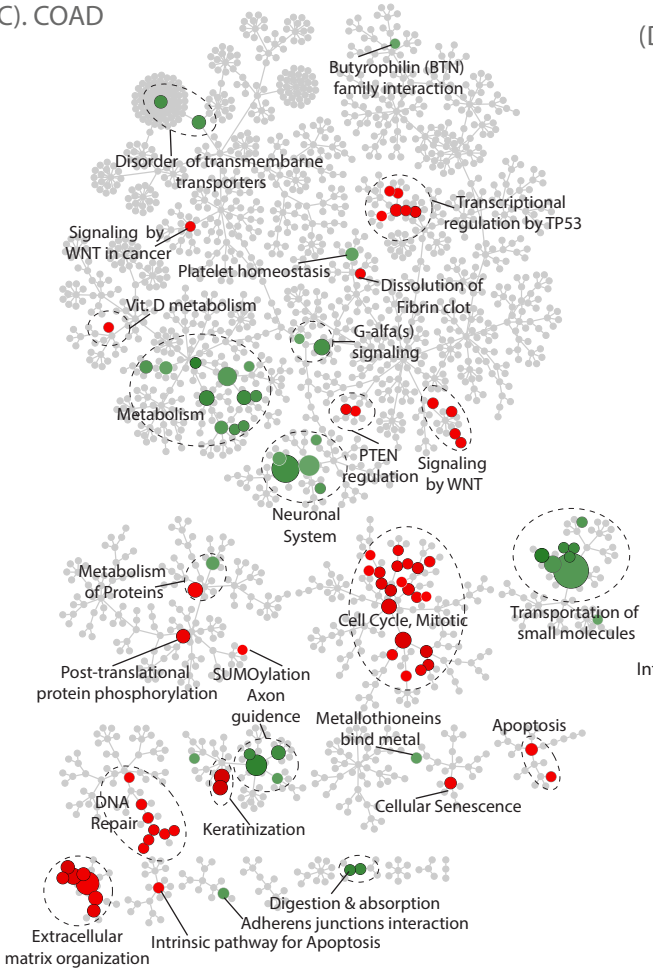 C). COAD
(D
Butyrophilin (BTN)
family interaction
Disorder of transmembarne
transporters
Transcriptional
regulation by TP53
Signaling by
WNT in cancer
Platelet homeostasis
Dissolution of
Fibrin clot
Vit. D metabolism
G-alfa(s)
signaling
Metabolism
PTEN
regulation
Signaling
by WNT
Neuronal
System
Metabolism
of Proteins
Cell Cycle, Mitotic
Transportation of
small molecules
Post-translational
protein phosphorylation
SUMOylation
Int
Axon
guidence
Metallothioneins
bind metal
Apoptosis
DNA
Repair
Keratinization
Cellular Senescence
Digestion & absorption
Adherens junctions interaction
Extracellular
matrix organization
Intrinsic pathway for Apoptosis